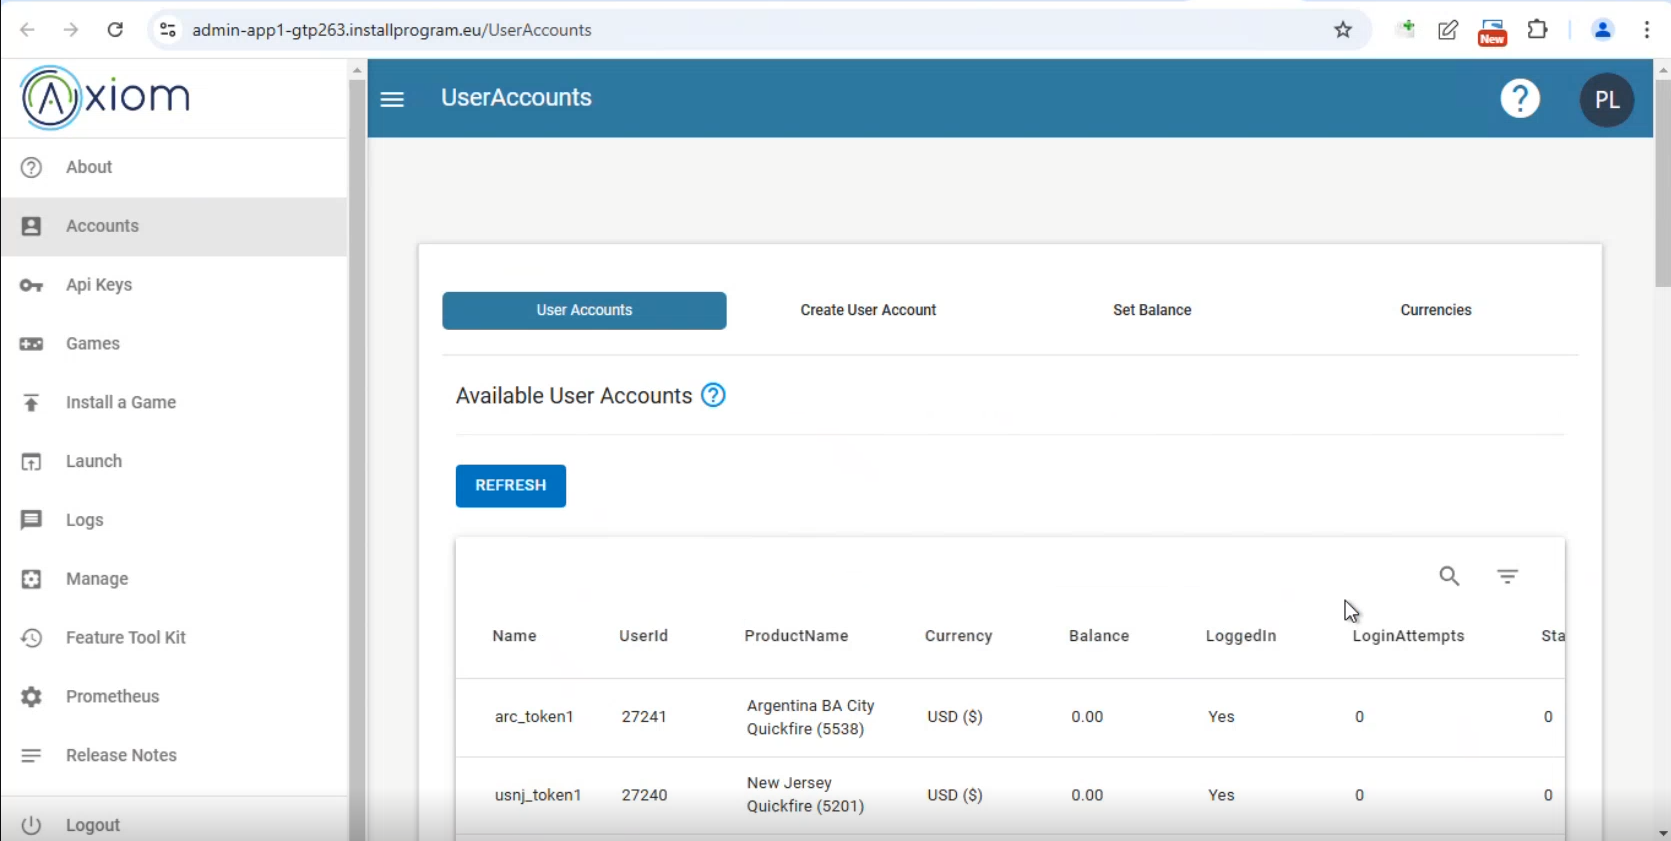 admin-app1-gtp263.installprogram.eu/UserAccounts
New
Axiom
UserAccounts
?
PL
About
Accounts
Api Keys
Games
Install a Game
Launch
Logs
Manage
Feature Tool Kit
Prometheus
Release Notes
Logout
User Accounts
Create User Account
Set Balance
Currencies
Available User Accounts ?
REFRESH
Name UserId ProductName Currency Balance LoggedIn LoginAttempts Sta
arc_token1 27241 Argentina BA City Quickfire (5538) USD ($) 0.00 Yes 0 0
usnj_token1 27240 New Jersey Quickfire (5201) USD ($) 0.00 Yes 0 0